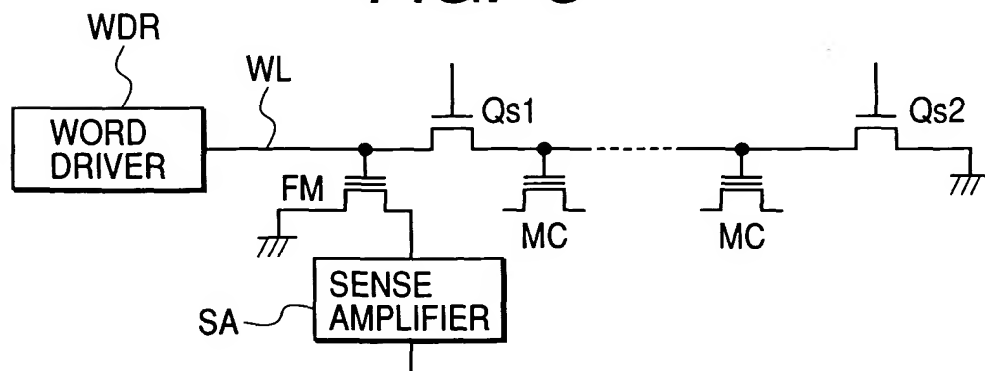 WDR
WL
Qs1
Qs2
WORD
DRIVER
FM
MC
MC
SENSE
AMPLIFIER
SA